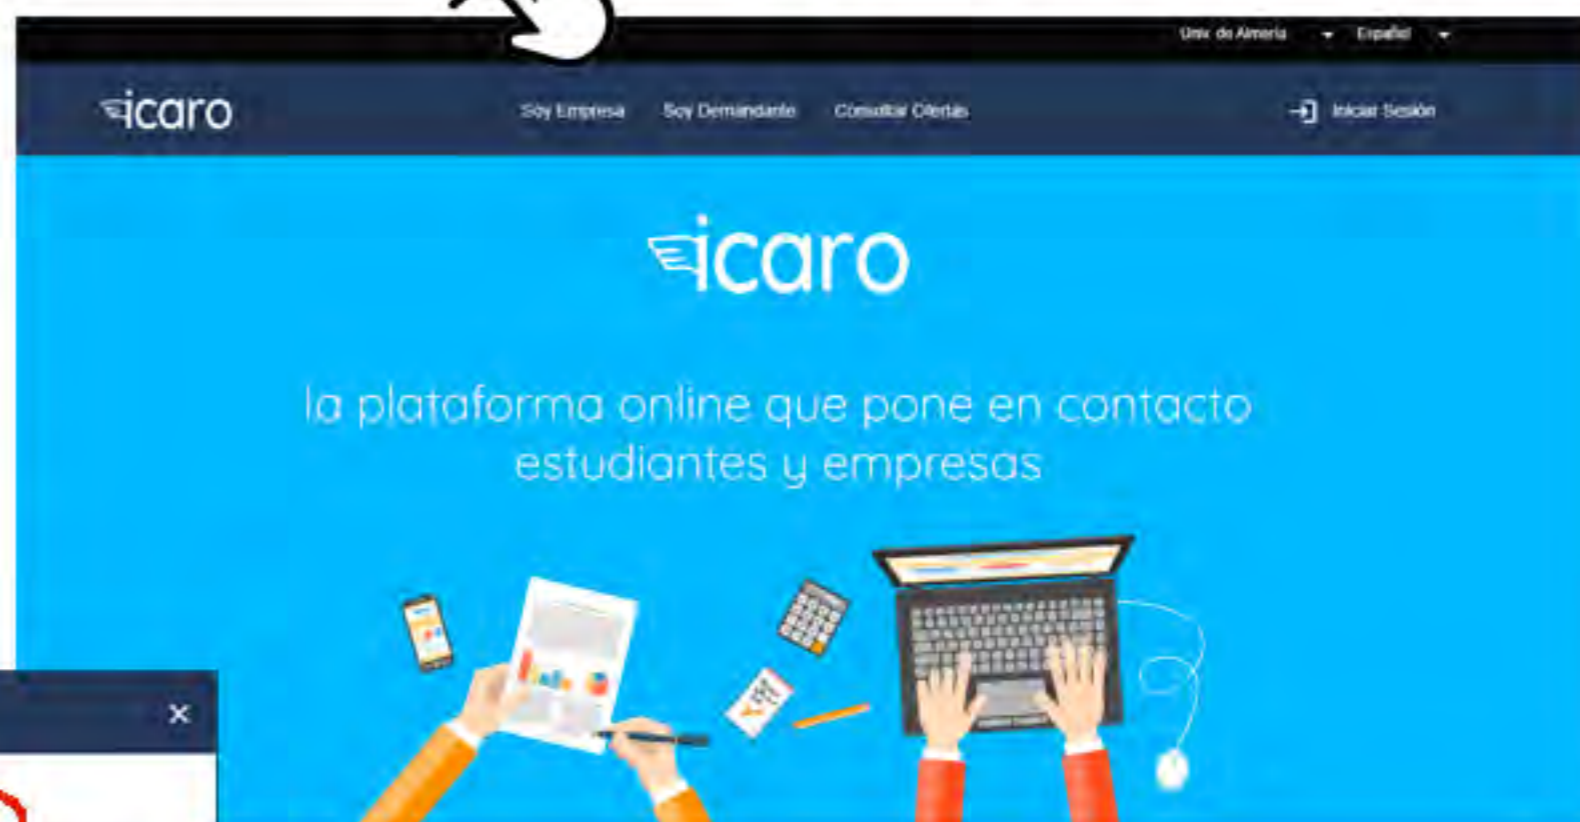 Univ. de Almería Español
icaro Soy Empresa Soy Demandante Consultar Ofertas Iniciar Sesión
icaro
la plataforma online que pone en contacto
estudiantes y empresas